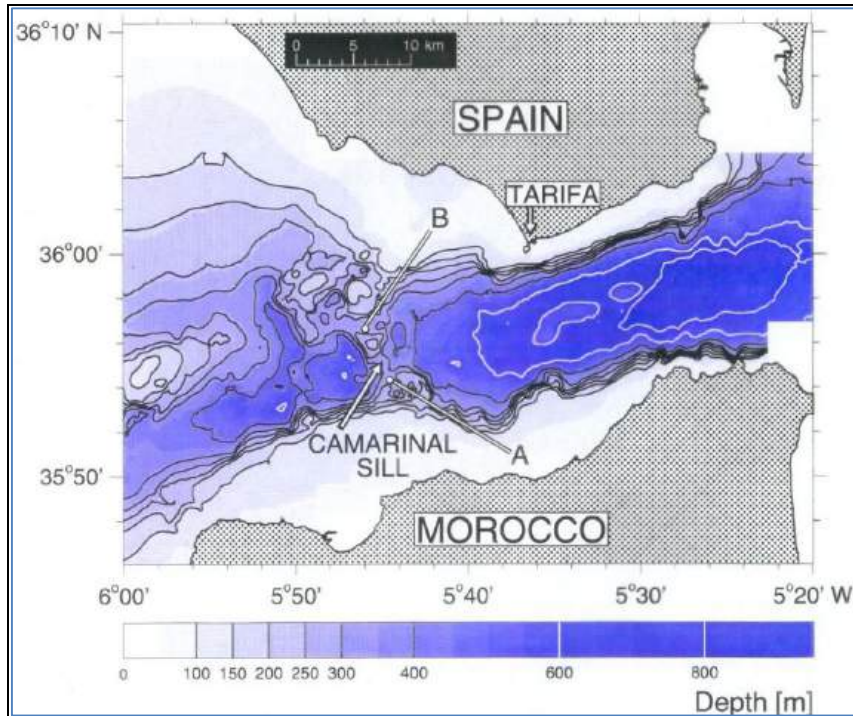 36°10' N
0 5 10 km
SPAIN
TARIFA
B
36°00'
CAMARINAL
SILL
A
35°50'
MOROCCO
6°00' 5°50' 5°40' 5°30' 5°20' W
0 100 150 200 250 300 400 600 800
Depth [m]